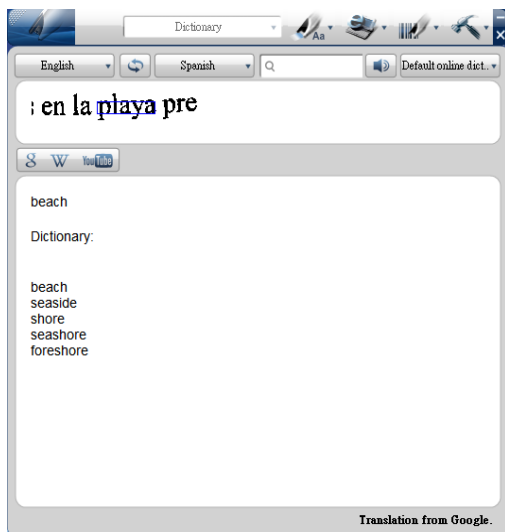 Dictionary
Aa
English Spanish Default online dict..
en la playa pre
g W YouTube
beach
Dictionary:
beach
seaside
shore
seashore
foreshore
Translation from Google.